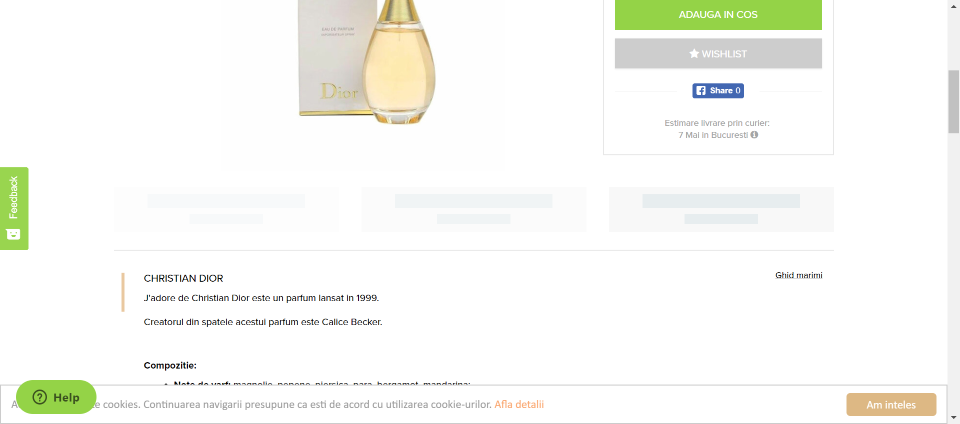 ADAUGA IN COS
EAU DE PARFUM
Dior
WISHLIST
Share 0
Estimare livrare prin curier:
7 Mai in Bucuresti
Feedback
CHRISTIAN DIOR
Ghid marimi
J'adore de Christian Dior este un parfum lansat in 1999.
Creatorul din spatele acestui parfum este Calice Becker.
Compozitie:
Note de varf: magnolie, pepene, piersica, para, bergamot, mandarina;
Help
cookies. Continuarea navigarii presupune ca esti de acord cu utilizarea cookie-urilor. Afla detalii
Am inteles